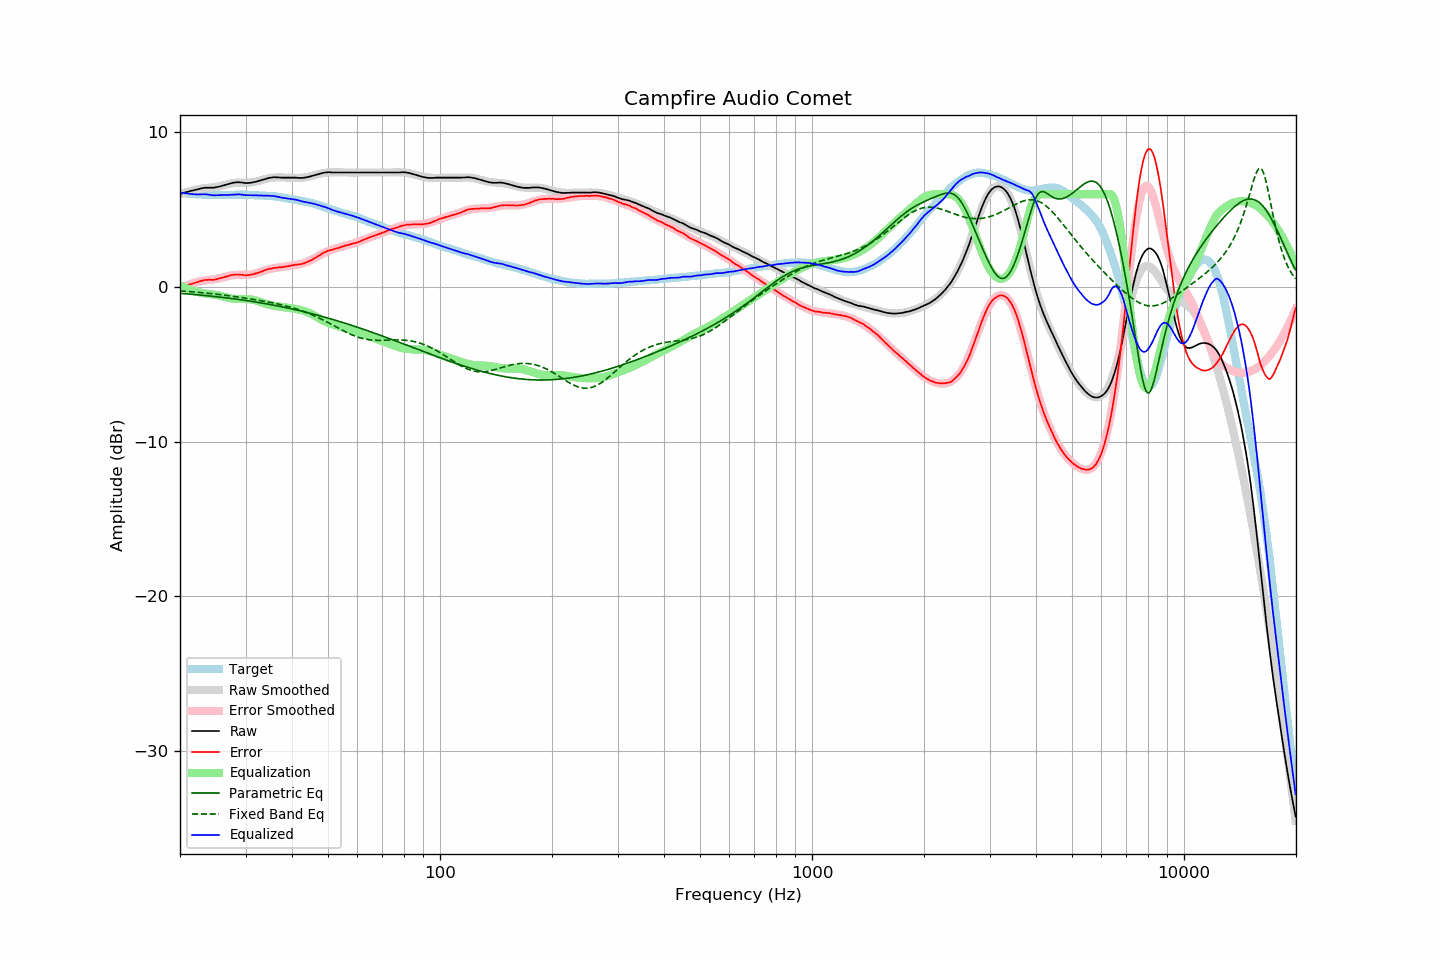 Campfire Audio Comet
10
0
−10
−20
−30
Amplitude (dBr)
Target
Raw Smoothed
Error Smoothed
Raw
Error
Equalization
Parametric Eq
Fixed Band Eq
Equalized
100
1000
10000
Frequency (Hz)